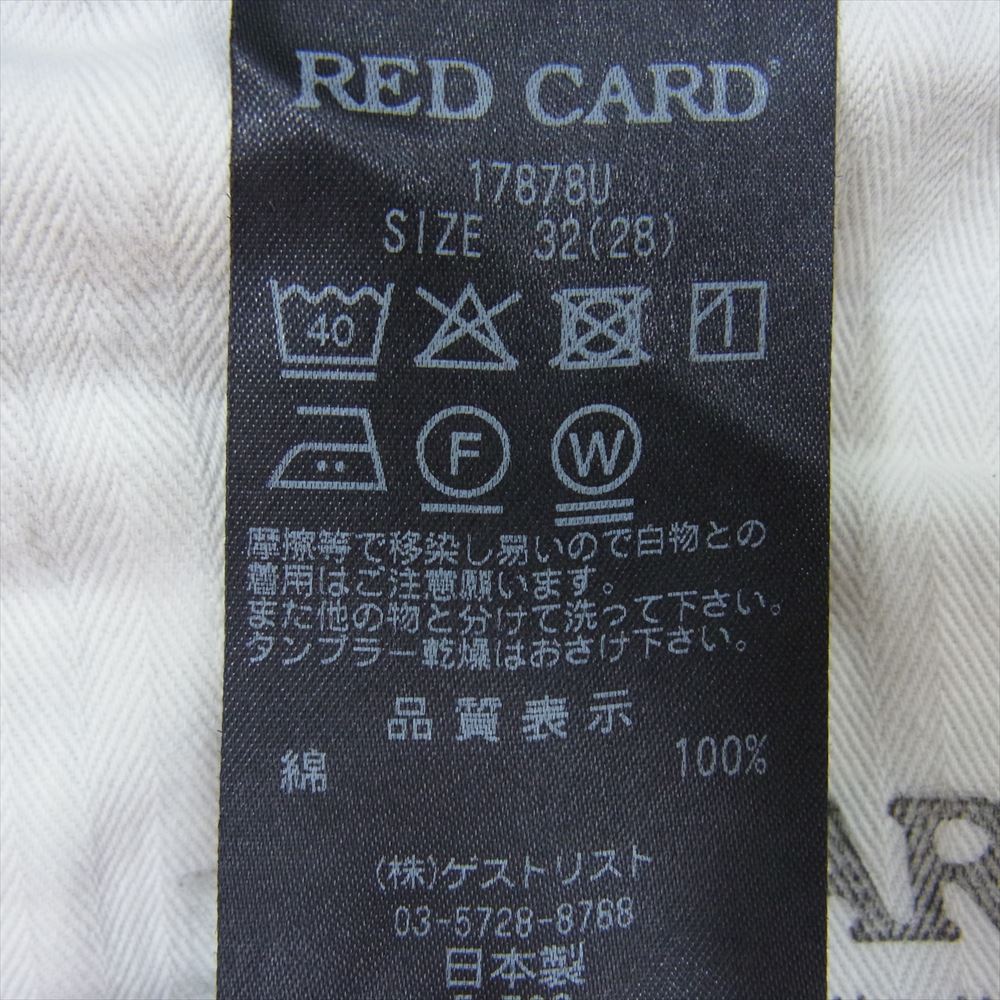 RED CARD
17878U
SIZE 32(28)
40
F W
摩擦等で移染し易いので白物との
着用はご注意願います。
また他の物と分けて洗って下さい。
タンブラー乾燥はおさけ下さい。
品質表示
綿 100%
(株)ゲストリスト
03-5728-8768
日本製
AR